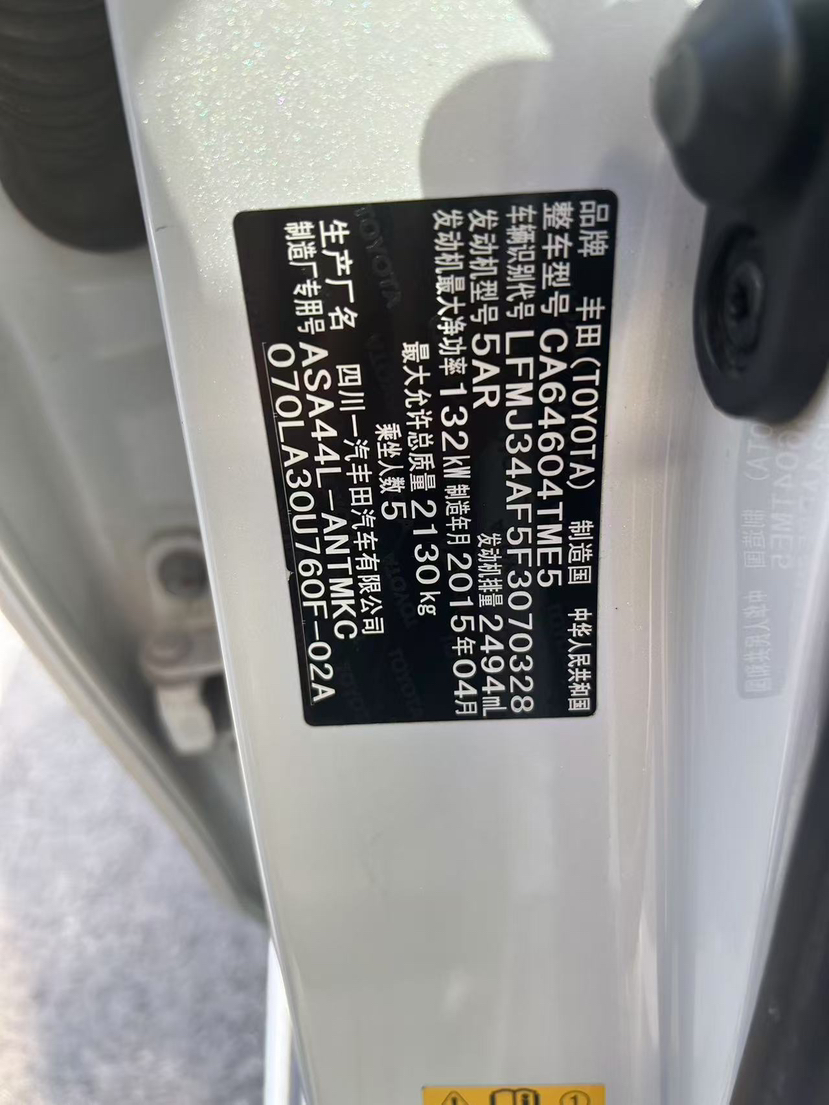 品牌 丰田(TOYOTA) 制造国 中华人民共和国
整车型号 CA64604TME5
车辆识别代号 LFMJ34AF5F3070328
发动机型号 5AR 发动机排量 2494mL
发动机最大净功率 132kW 制造年月 2015年04月
最大允许总质量 2130kg
乘坐人数 5
生产厂名 四川一汽丰田汽车有限公司
制造厂专用号 ASA44L-ANTMKC
070LA30U760F-02A